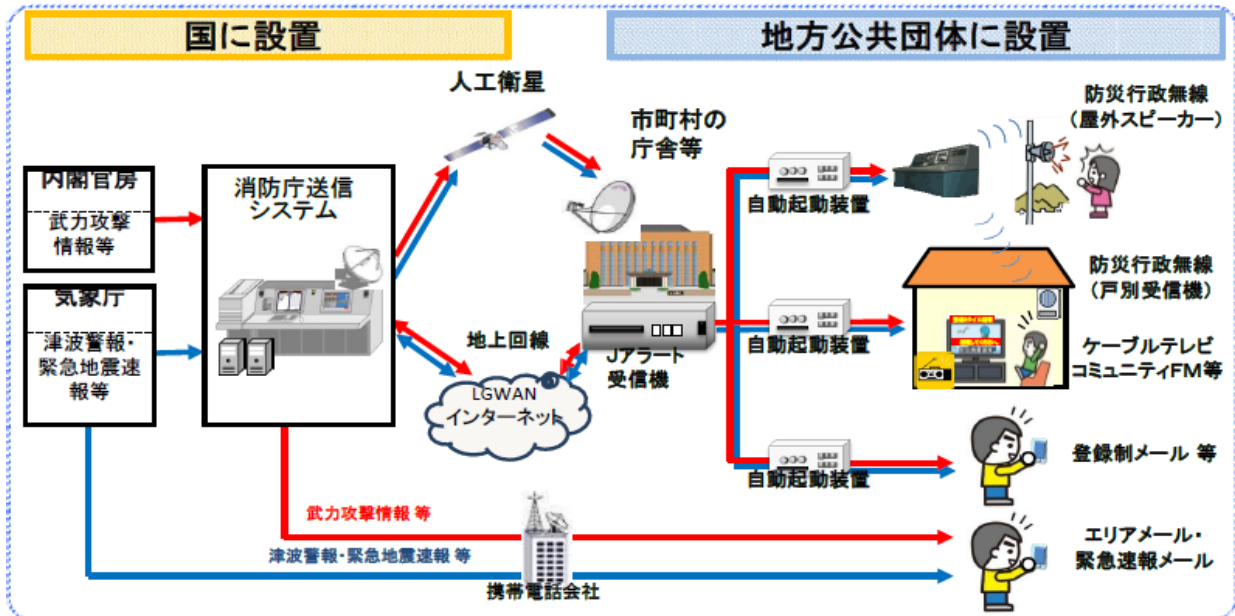 国に設置
地方公共団体に設置
人工衛星
市町村の
庁舎等
防災行政無線
(屋外スピーカー)
内閣官房
武力攻撃
情報等
消防庁送信
システム
自動起動装置
気象庁
津波警報・
緊急地震速
報等
地上回線
LGWAN
インターネット
Jアラート
受信機
自動起動装置
防災行政無線
(戸別受信機)
ケーブルテレビ
コミュニティFM等
自動起動装置
登録制メール 等
武力攻撃情報 等
津波警報・緊急地震速報 等
携帯電話会社
エリアメール・
緊急速報メール